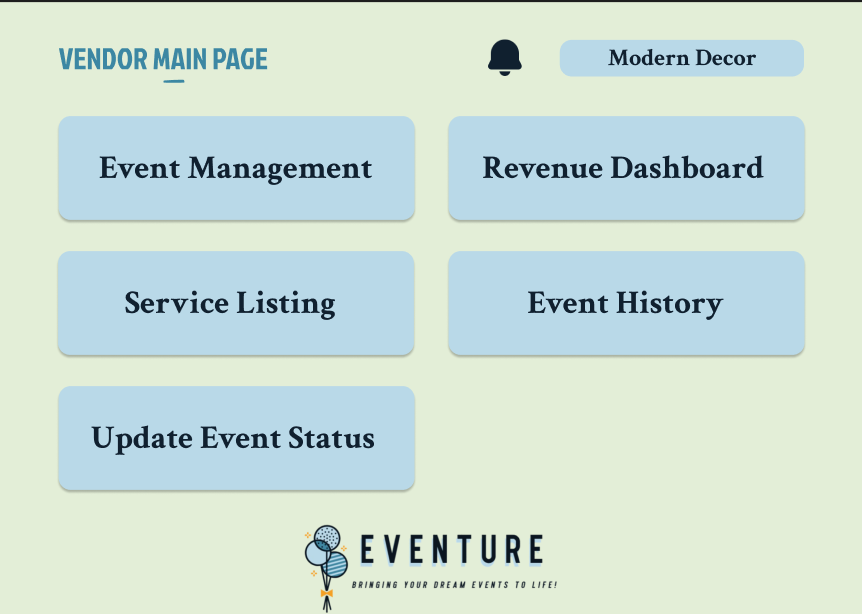 VENDOR MAIN PAGE
Modern Decor
Event Management
Revenue Dashboard
Service Listing
Event History
Update Event Status
EVENTURE
BRINGING YOUR DREAM EVENTS TO LIFE!